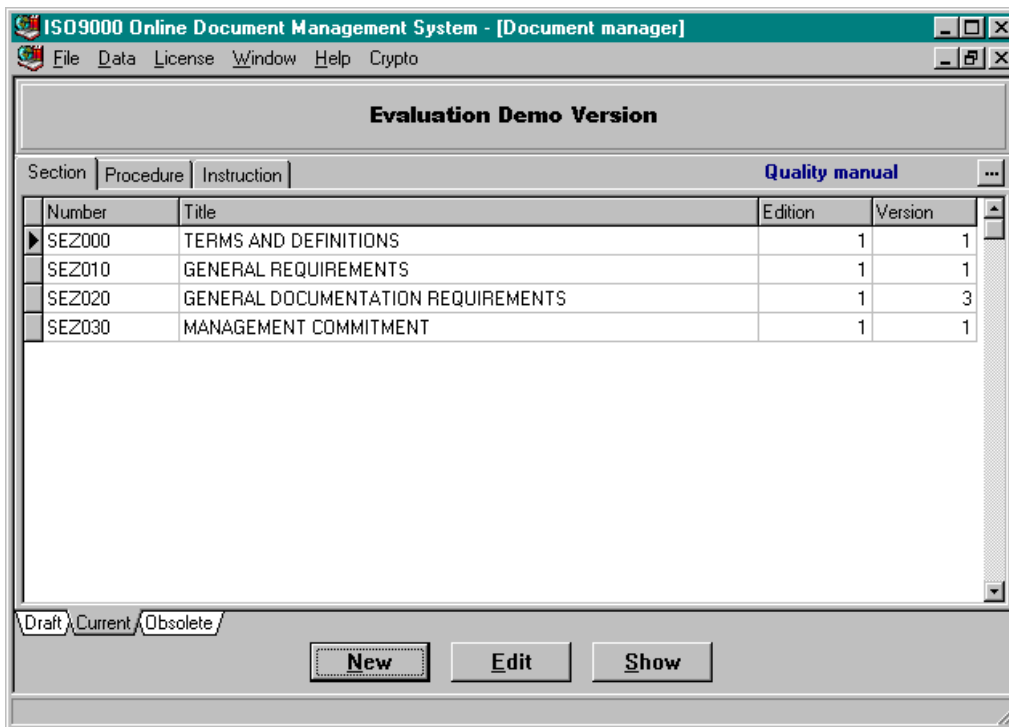 ISO9000 Online Document Management System - [Document manager]
File Data License Window Help Crypto
Evaluation Demo Version
Section Procedure Instruction Quality manual ...
Number Title Edition Version
SEZ000 TERMS AND DEFINITIONS 1 1
SEZ010 GENERAL REQUIREMENTS 1 1
SEZ020 GENERAL DOCUMENTATION REQUIREMENTS 1 3
SEZ030 MANAGEMENT COMMITMENT 1 1
Draft Current Obsolete
New Edit Show